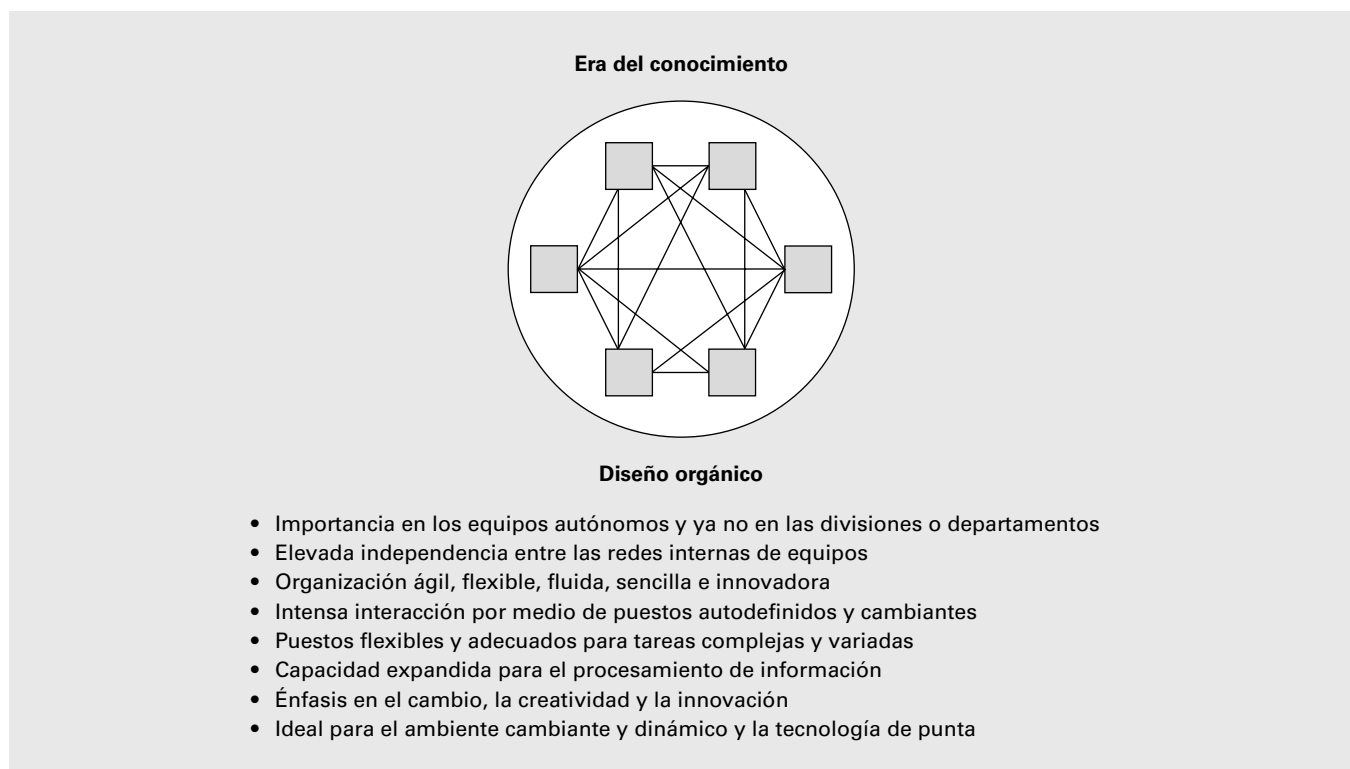 Era del conocimiento
Diseño orgánico
• Importancia en los equipos autónomos y ya no en las divisiones o departamentos
• Elevada independencia entre las redes internas de equipos
• Organización ágil, flexible, fluida, sencilla e innovadora
• Intensa interacción por medio de puestos autodefinidos y cambiantes
• Puestos flexibles y adecuados para tareas complejas y variadas
• Capacidad expandida para el procesamiento de información
• Énfasis en el cambio, la creatividad y la innovación
• Ideal para el ambiente cambiante y dinámico y la tecnología de punta